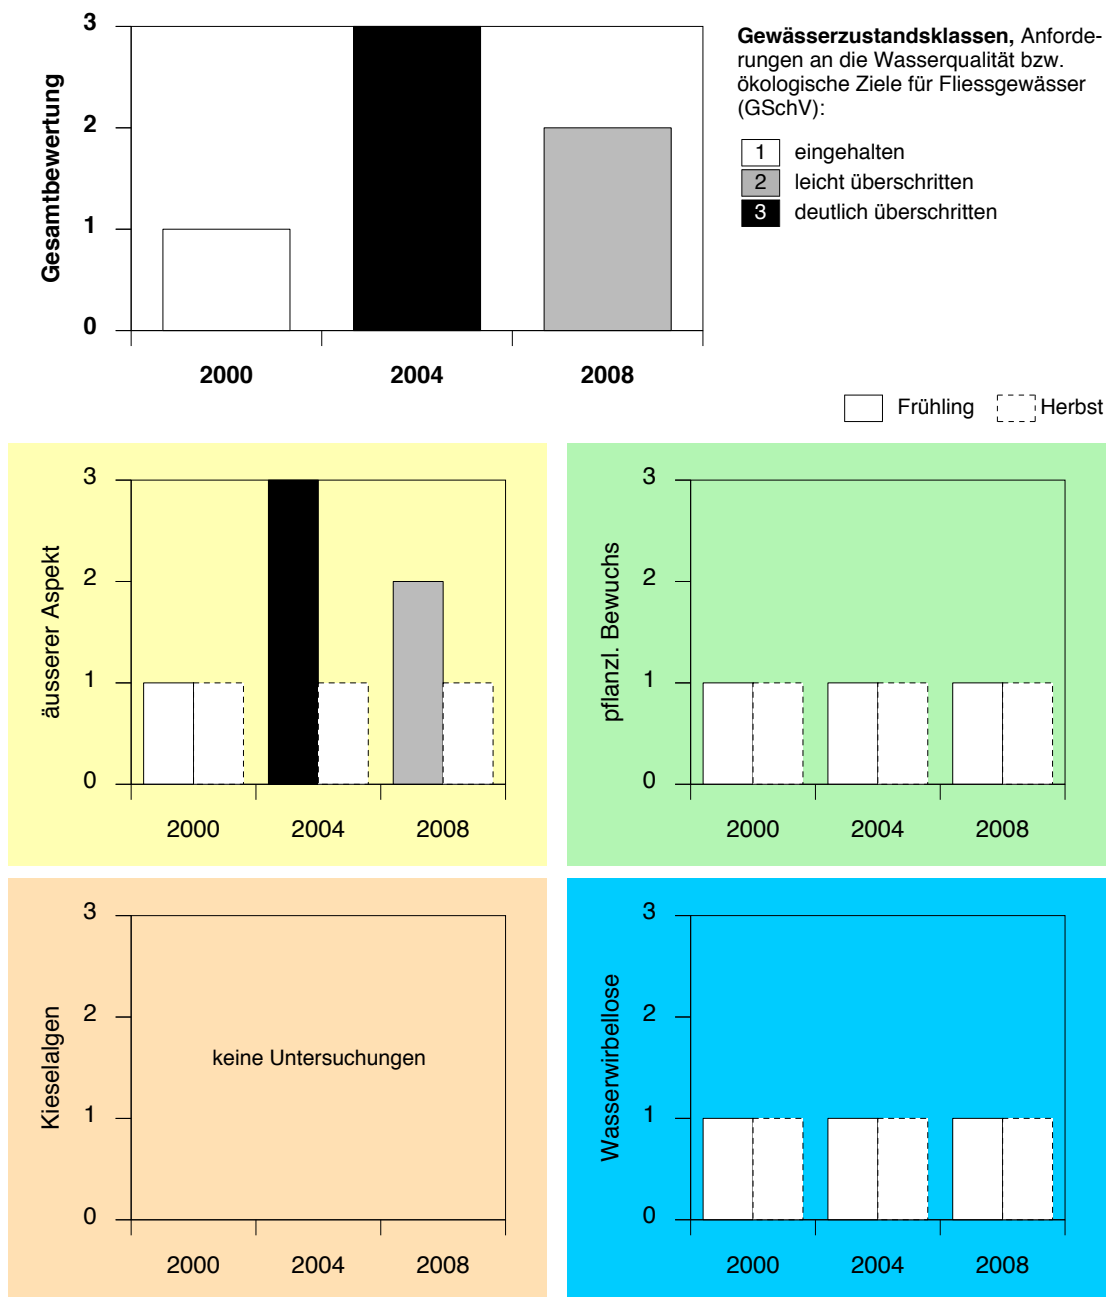 Gesamtbewertung
3
2
1
0
2000 2004 2008
Gewässerzustandsklassen, Anforde-
rungen an die Wasserqualität bzw.
ökologische Ziele für Fliessgewässer
(GSchV):
1 eingehalten
2 leicht überschritten
3 deutlich überschritten
Frühling Herbst
äusserer Aspekt
3
2
1
0
2000 2004 2008
pflanzl. Bewuchs
3
2
1
0
2000 2004 2008
Kieselalgen
3
2
1
0
keine Untersuchungen
2000 2004 2008
Wasserwirbellose
3
2
1
0
2000 2004 2008